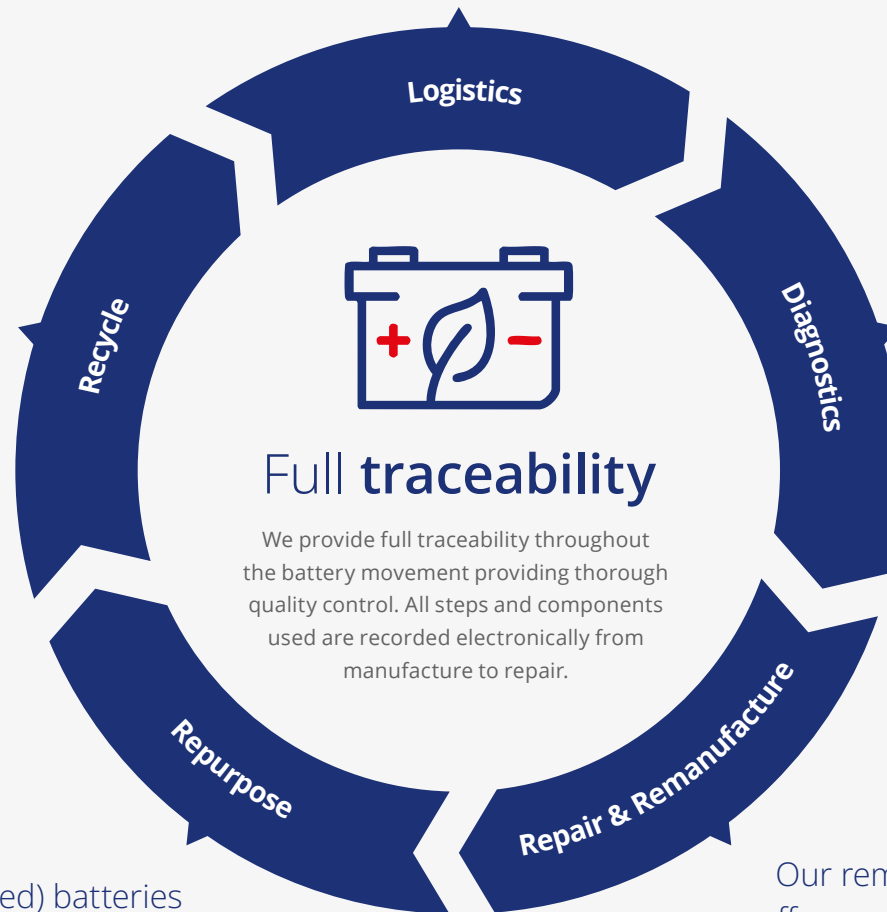 Logistics
Recycle
Diagnostics
+ −
Full traceability
We provide full traceability throughout
the battery movement providing thorough
quality control. All steps and components
used are recorded electronically from
manufacture to repair.
Repurpose
Repair & Remanufacture
ed) batteries
Our rem